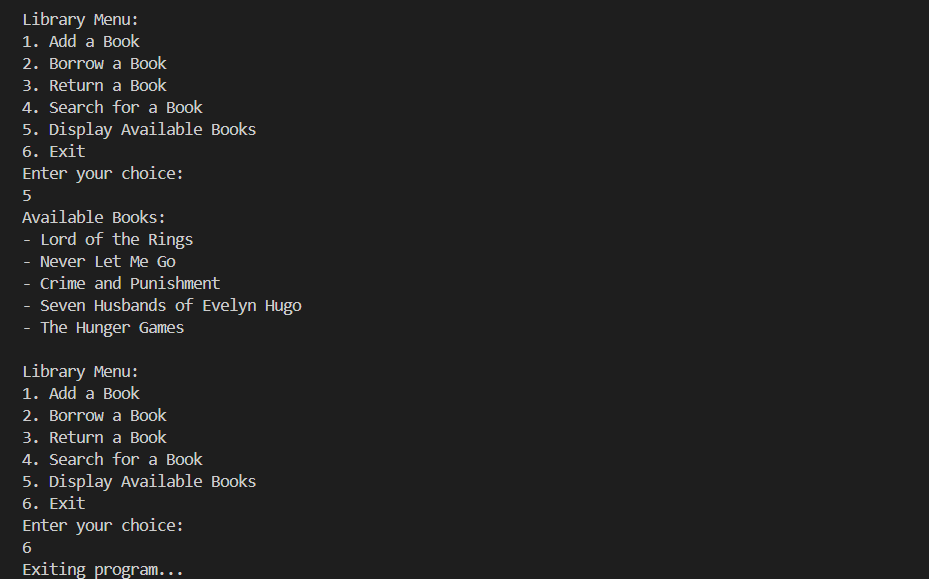 Library Menu:
1. Add a Book
2. Borrow a Book
3. Return a Book
4. Search for a Book
5. Display Available Books
6. Exit
Enter your choice:
5
Available Books:
- Lord of the Rings
- Never Let Me Go
- Crime and Punishment
- Seven Husbands of Evelyn Hugo
- The Hunger Games

Library Menu:
1. Add a Book
2. Borrow a Book
3. Return a Book
4. Search for a Book
5. Display Available Books
6. Exit
Enter your choice:
6
Exiting program...